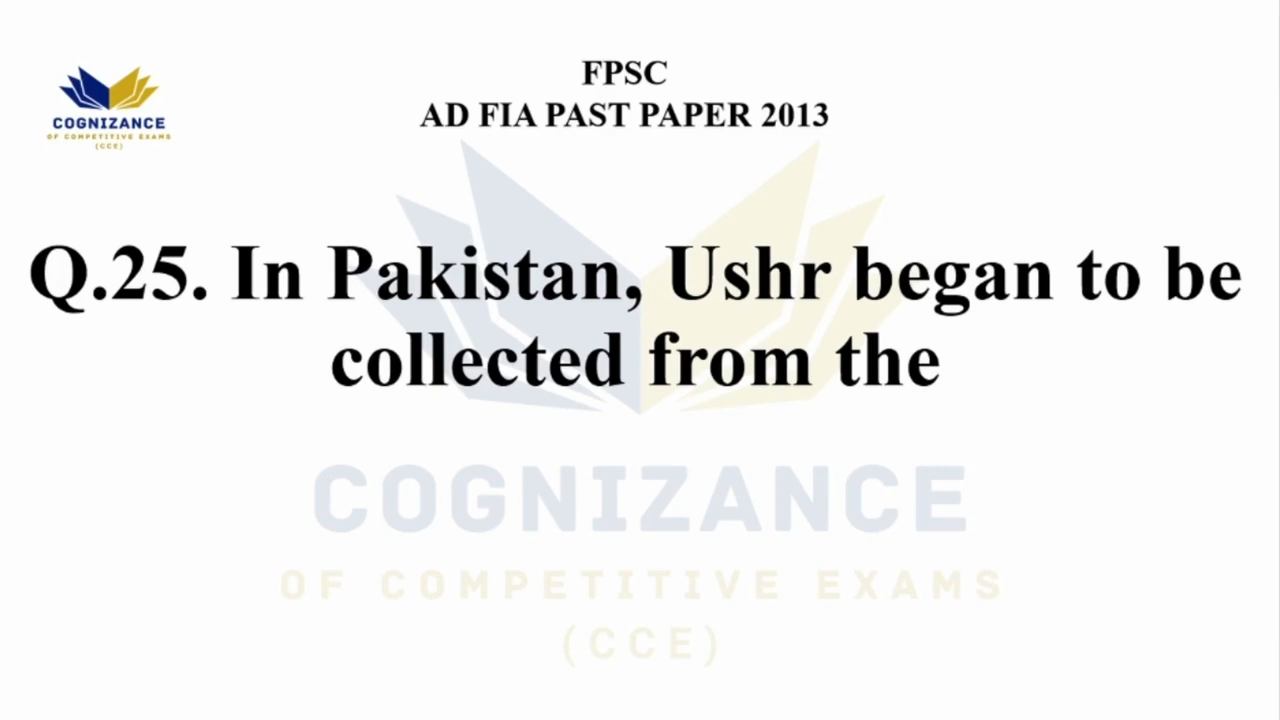 FPSC
AD FIA PAST PAPER 2013
COGNIZANCE
OF COMPETITIVE EXAMS
(CCE)
Q.25. In Pakistan, Ushr began to be
collected from the
COGNIZANCE
OF COMPETITIVE EXAMS
(CCE)